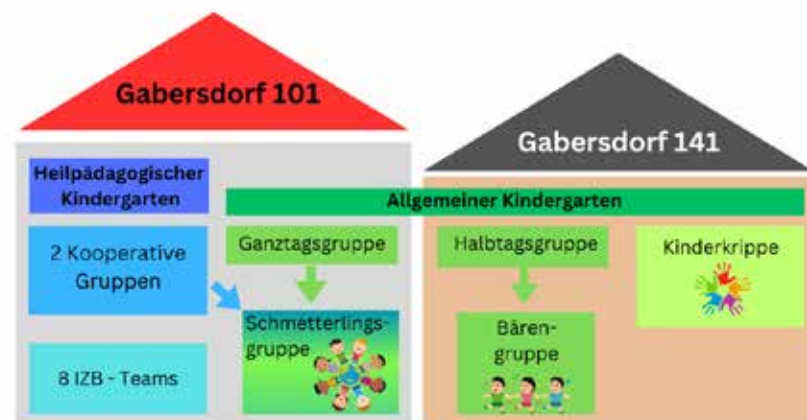 Gabersdorf 101
Gabersdorf 141
Heilpädagogischer
Kindergarten
Allgemeiner Kindergarten
2 Kooperative
Gruppen
Ganztagsgruppe
Halbtagsgruppe
Kinderkrippe
Schmetterlings-
gruppe
Bären-
gruppe
8 IZB - Teams